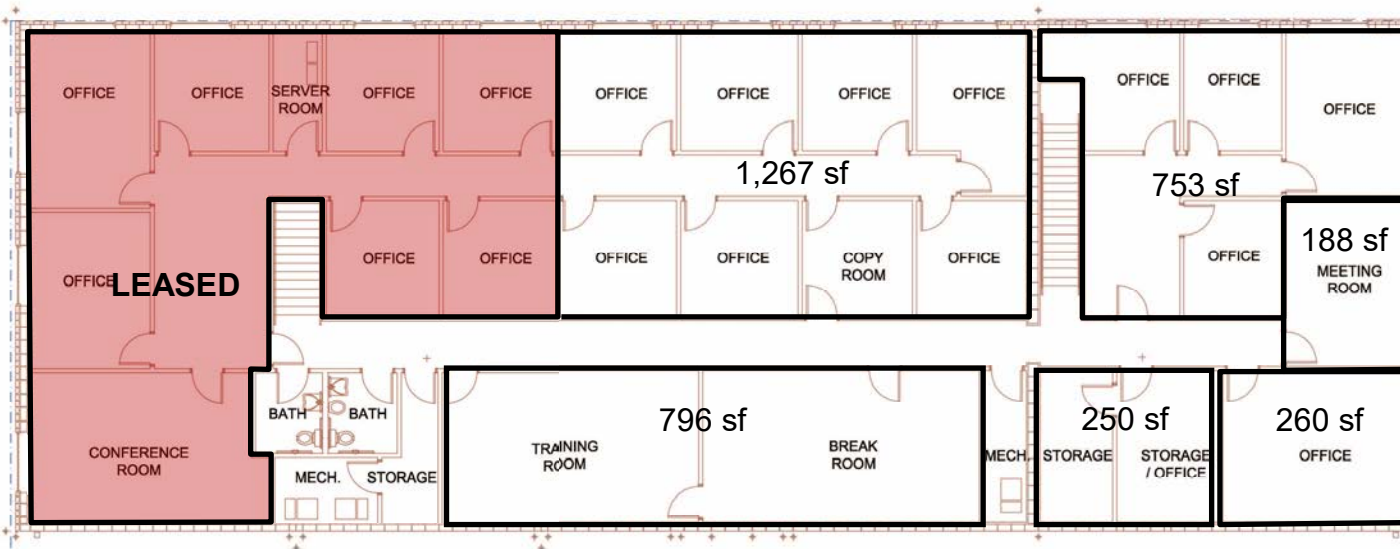 OFFICE
OFFICE
SERVER
ROOM
OFFICE
OFFICE
OFFICE
OFFICE
OFFICE
OFFICE
OFFICE
OFFICE
OFFICE
1,267 sf
753 sf
OFFICE
LEASED
OFFICE
OFFICE
OFFICE
OFFICE
COPY
ROOM
OFFICE
OFFICE
188 sf
MEETING
ROOM
BATH
BATH
796 sf
250 sf
260 sf
CONFERENCE
ROOM
MECH.
STORAGE
TRAINING
ROOM
BREAK
ROOM
MECH.
STORAGE
STORAGE
/ OFFICE
OFFICE